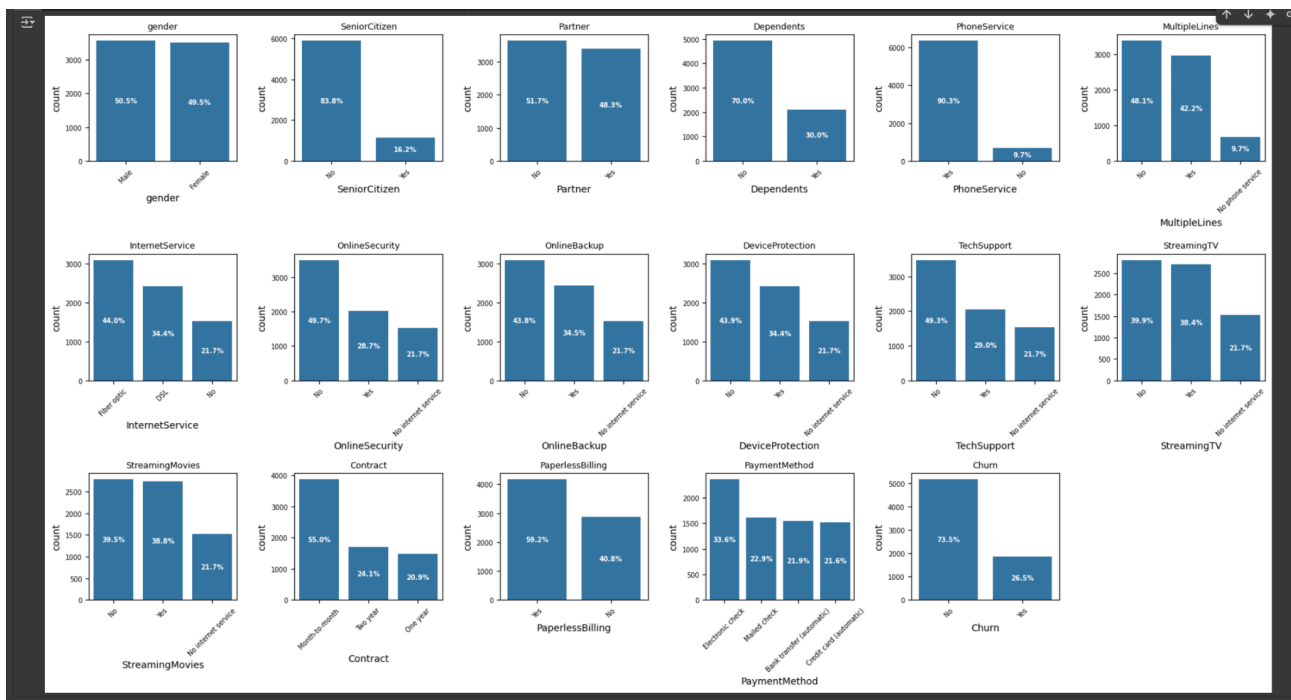 gender
SeniorCitizen
Partner
Dependents
PhoneService
MultipleLines
count
3000
2000
1000
0
50.5%
49.5%
Male
Female
gender
count
6000
4000
2000
0
83.8%
16.2%
No
Yes
SeniorCitizen
count
3000
2000
1000
0
51.7%
48.3%
No
Yes
Partner
count
5000
4000
3000
2000
1000
0
70.0%
30.0%
No
Yes
Dependents
count
6000
4000
2000
0
90.3%
9.7%
Yes
No
PhoneService
count
3000
2000
1000
0
48.1%
42.2%
9.7%
No
Yes
No phone service
MultipleLines
InternetService
OnlineSecurity
OnlineBackup
DeviceProtection
TechSupport
StreamingTV
count
3000
2000
1000
0
44.0%
34.4%
21.7%
Fiber optic
DSL
No
InternetService
count
3000
2000
1000
0
49.7%
28.7%
21.7%
No
Yes
No internet service
OnlineSecurity
count
3000
2000
1000
0
43.8%
34.5%
21.7%
No
Yes
No internet service
OnlineBackup
count
3000
2000
1000
0
43.9%
34.4%
21.7%
No
Yes
No internet service
DeviceProtection
count
3000
2000
1000
0
49.3%
29.0%
21.7%
No
Yes
No internet service
TechSupport
count
2500
2000
1500
1000
500
0
39.9%
38.4%
21.7%
No
Yes
No internet service
StreamingTV
StreamingMovies
Contract
PaperlessBilling
PaymentMethod
Churn
count
2500
2000
1500
1000
500
0
39.5%
38.8%
21.7%
No
Yes
No internet service
StreamingMovies
count
4000
3000
2000
1000
0
55.0%
24.1%
20.9%
Month-to-month
Two year
One year
Contract
count
4000
3000
2000
1000
0
59.2%
40.8%
Yes
No
PaperlessBilling
count
2000
1500
1000
500
0
33.6%
22.9%
21.9%
21.6%
Electronic check
Mailed check
Bank transfer (automatic)
Credit card (automatic)
PaymentMethod
count
5000
4000
3000
2000
1000
0
73.5%
26.5%
No
Yes
Churn